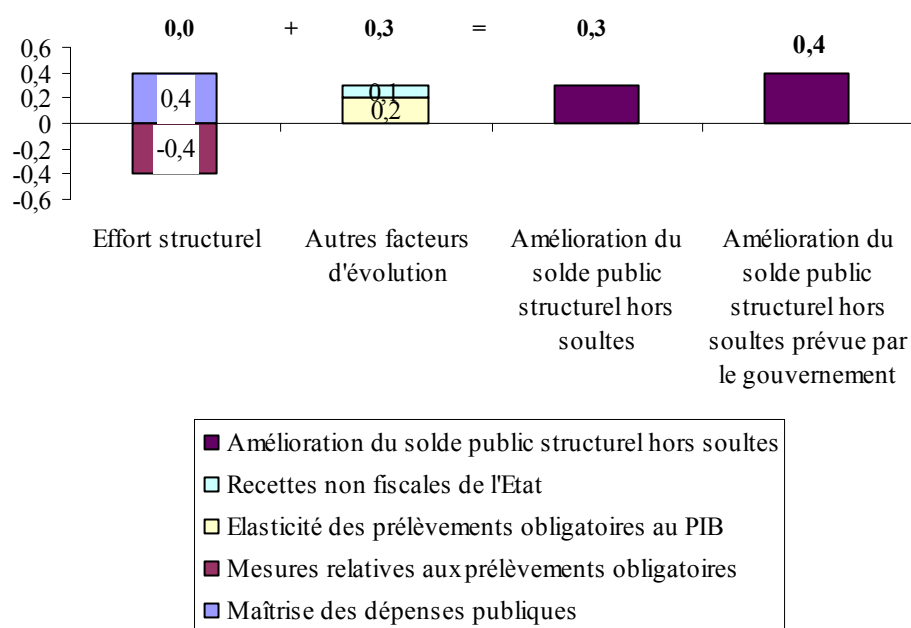 0,0 + 0,3 = 0,3 0,4
0,6
0,4
0,2
0
-0,2
-0,4
-0,6
0,4
-0,4
0,1
0,2
Effort structurel
Autres facteurs
d'évolution
Amélioration du
solde public
structurel hors
soultes
Amélioration du
solde public
structurel hors
soultes prévue par
le gouvernement
Amélioration du solde public structurel hors soultes
Recettes non fiscales de l'Etat
Elasticité des prélèvements obligatoires au PIB
Mesures relatives aux prélèvements obligatoires
Maîtrise des dépenses publiques